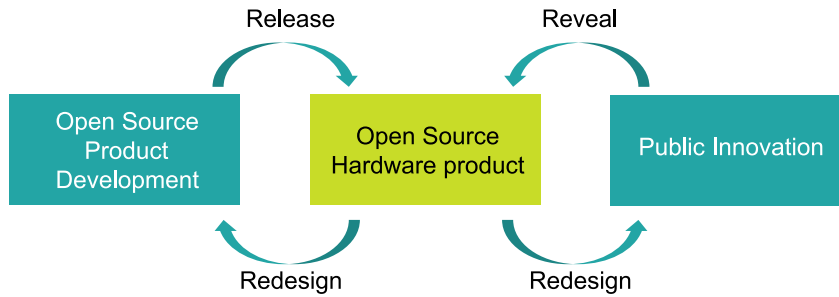 Release
Reveal
Open Source
Product
Development
Open Source
Hardware product
Public Innovation
Redesign
Redesign